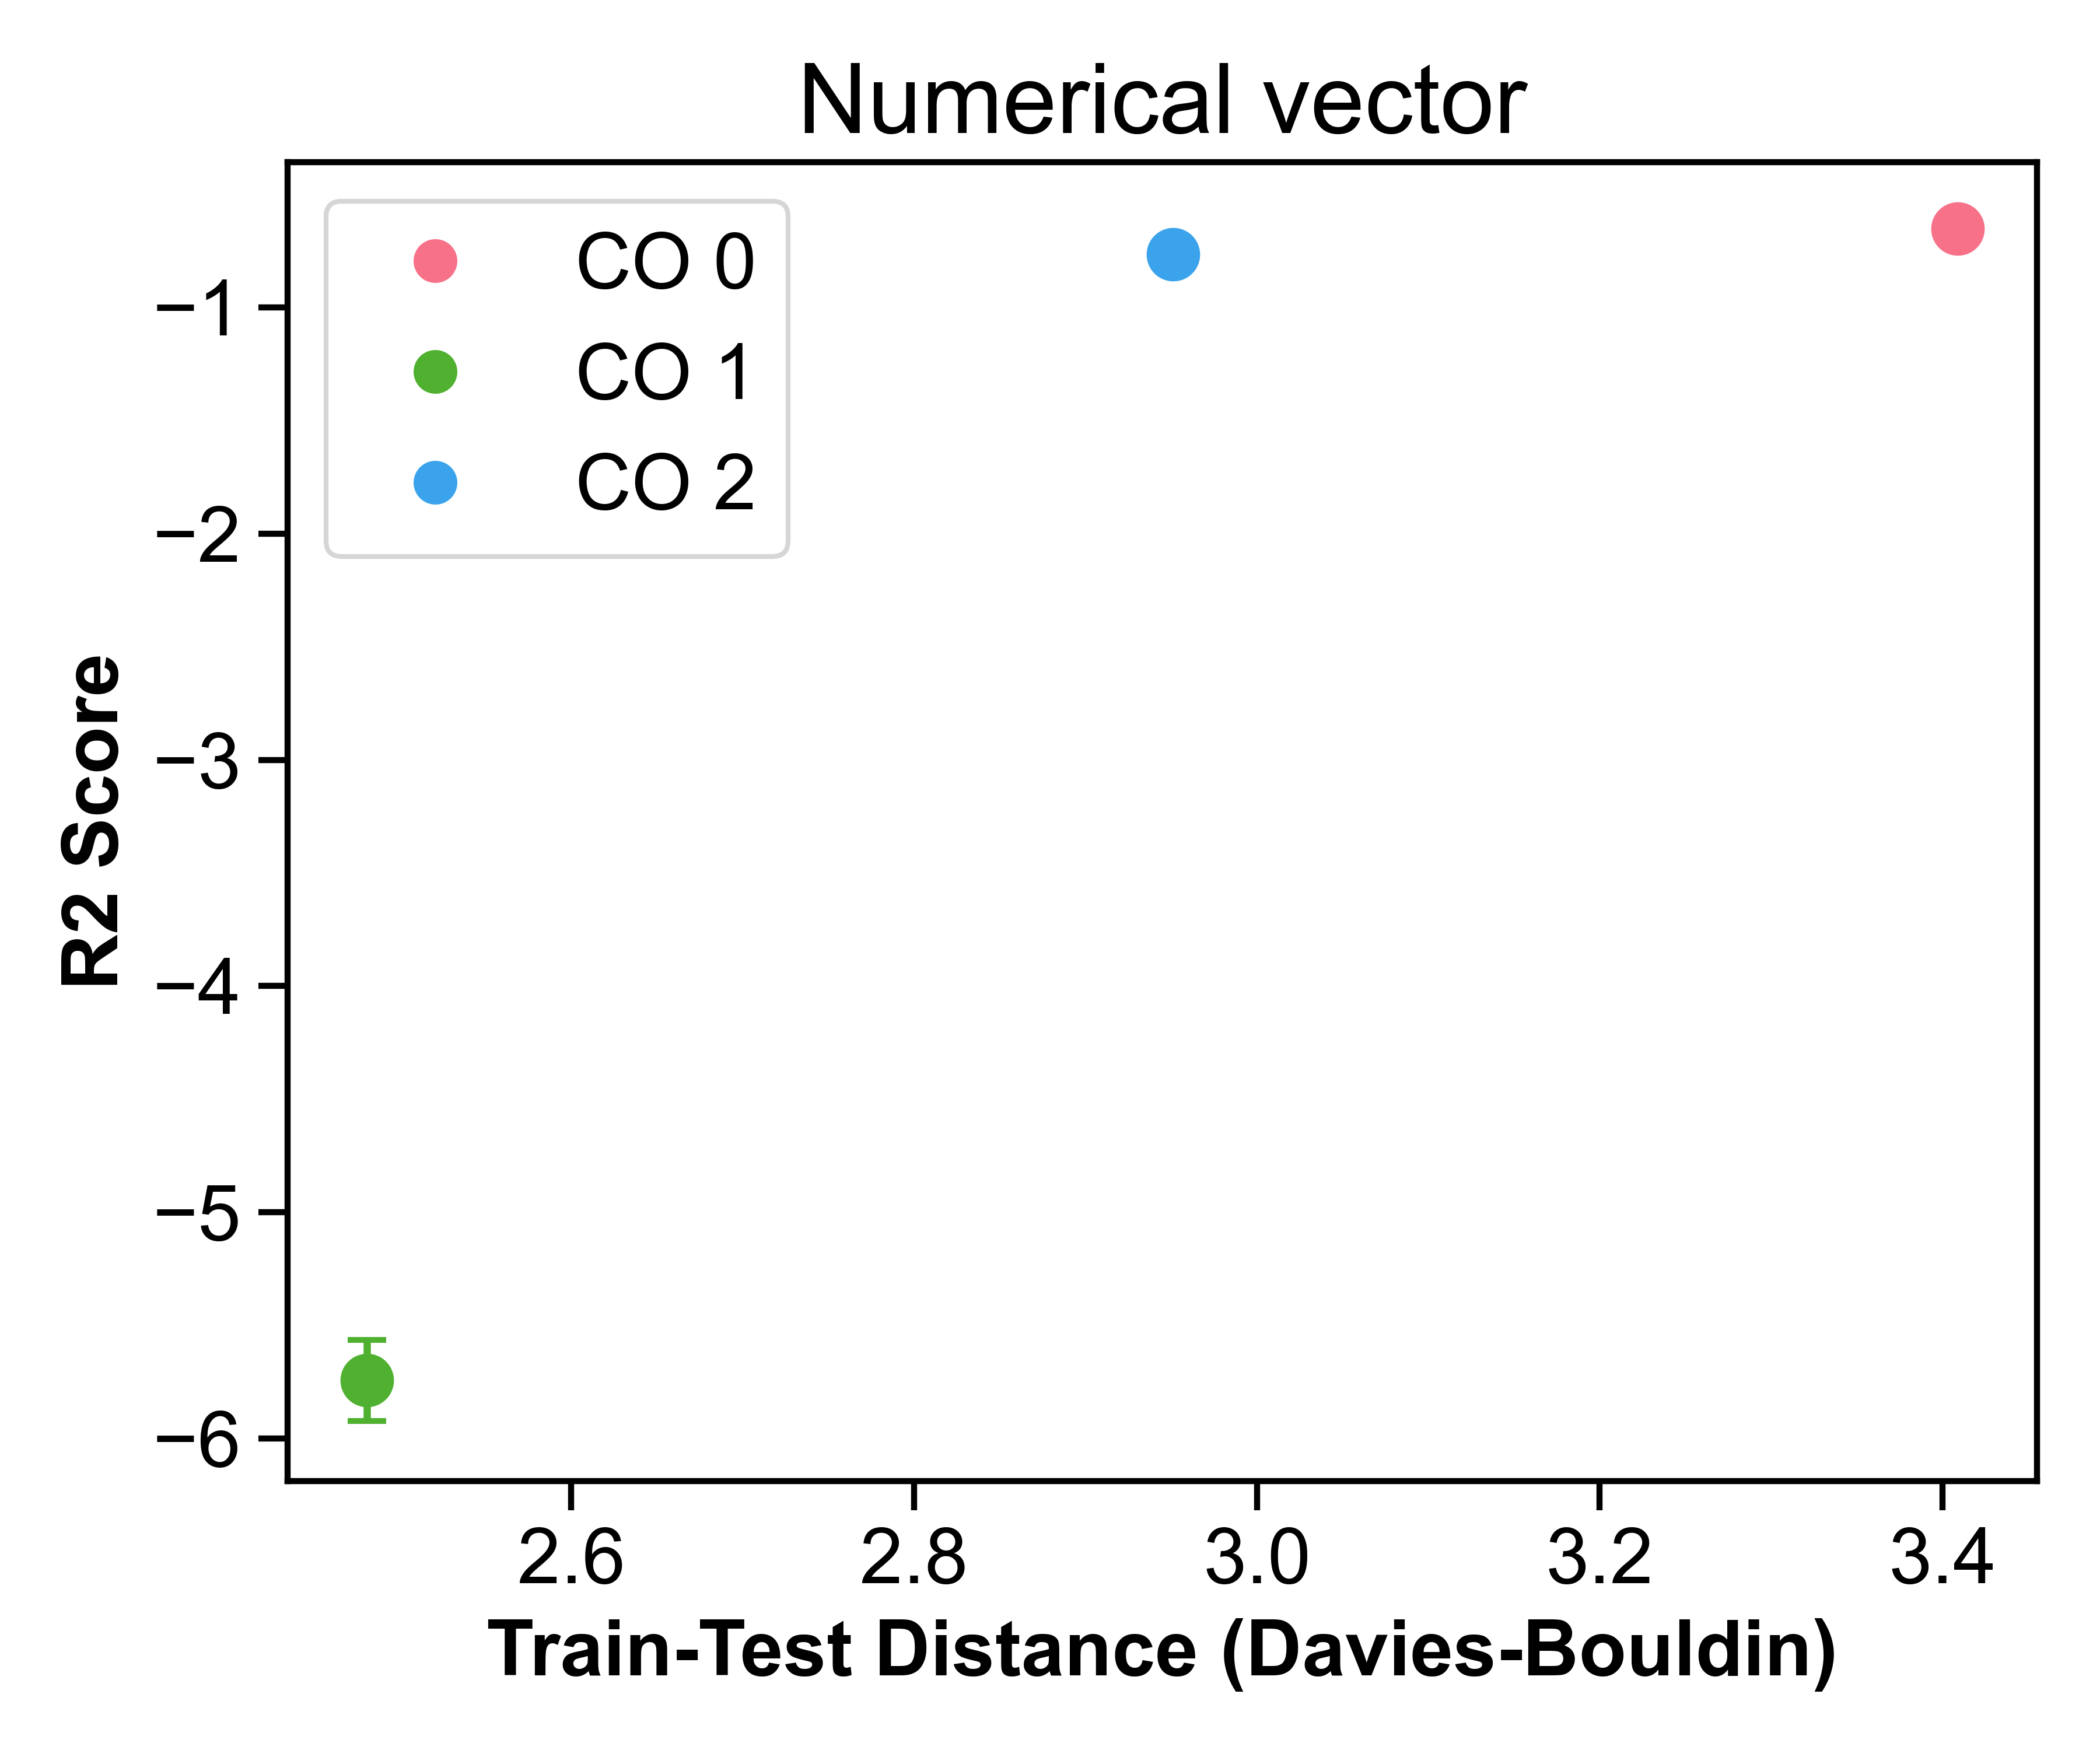 Numerical vector
CO 0
CO 1
CO 2
−1
−2
−3
−4
−5
−6
R2 Score
2.6 2.8 3.0 3.2 3.4
Train-Test Distance (Davies-Bouldin)